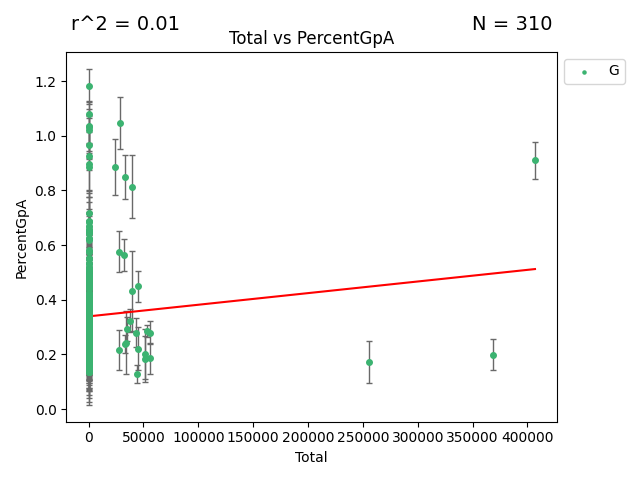 r^2 = 0.01
N = 310
Total vs PercentGpA
G
PercentGpA
1.2
1.0
0.8
0.6
0.4
0.2
0.0
0
50000
100000
150000
200000
250000
300000
350000
400000
Total